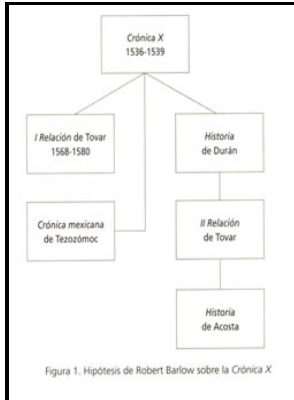 Crónica X
1536-1539
I Relación de Tovar
1568-1580
Historia
de Durán
Crónica mexicana
de Tezozómoc
II Relación
de Tovar
Historia
de Acosta
Figura 1. Hipótesis de Robert Barlow sobre la Crónica X